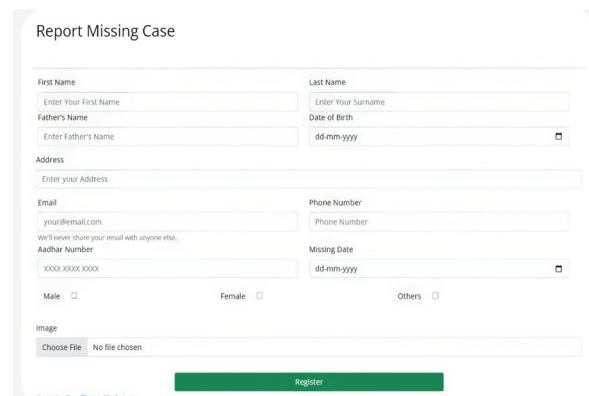 Report Missing Case
First Name Last Name
Enter Your First Name Enter Your Surname
Father's Name Date of Birth
Enter Father's Name dd-mm-yyyy
Address
Enter your Address
Email Phone Number
your@email.com Phone Number
We'll never share your email with anyone else.
Aadhar Number Missing Date
XXXX XXXX XXXX dd-mm-yyyy
Male Female Others
Image
Choose File No file chosen
Register